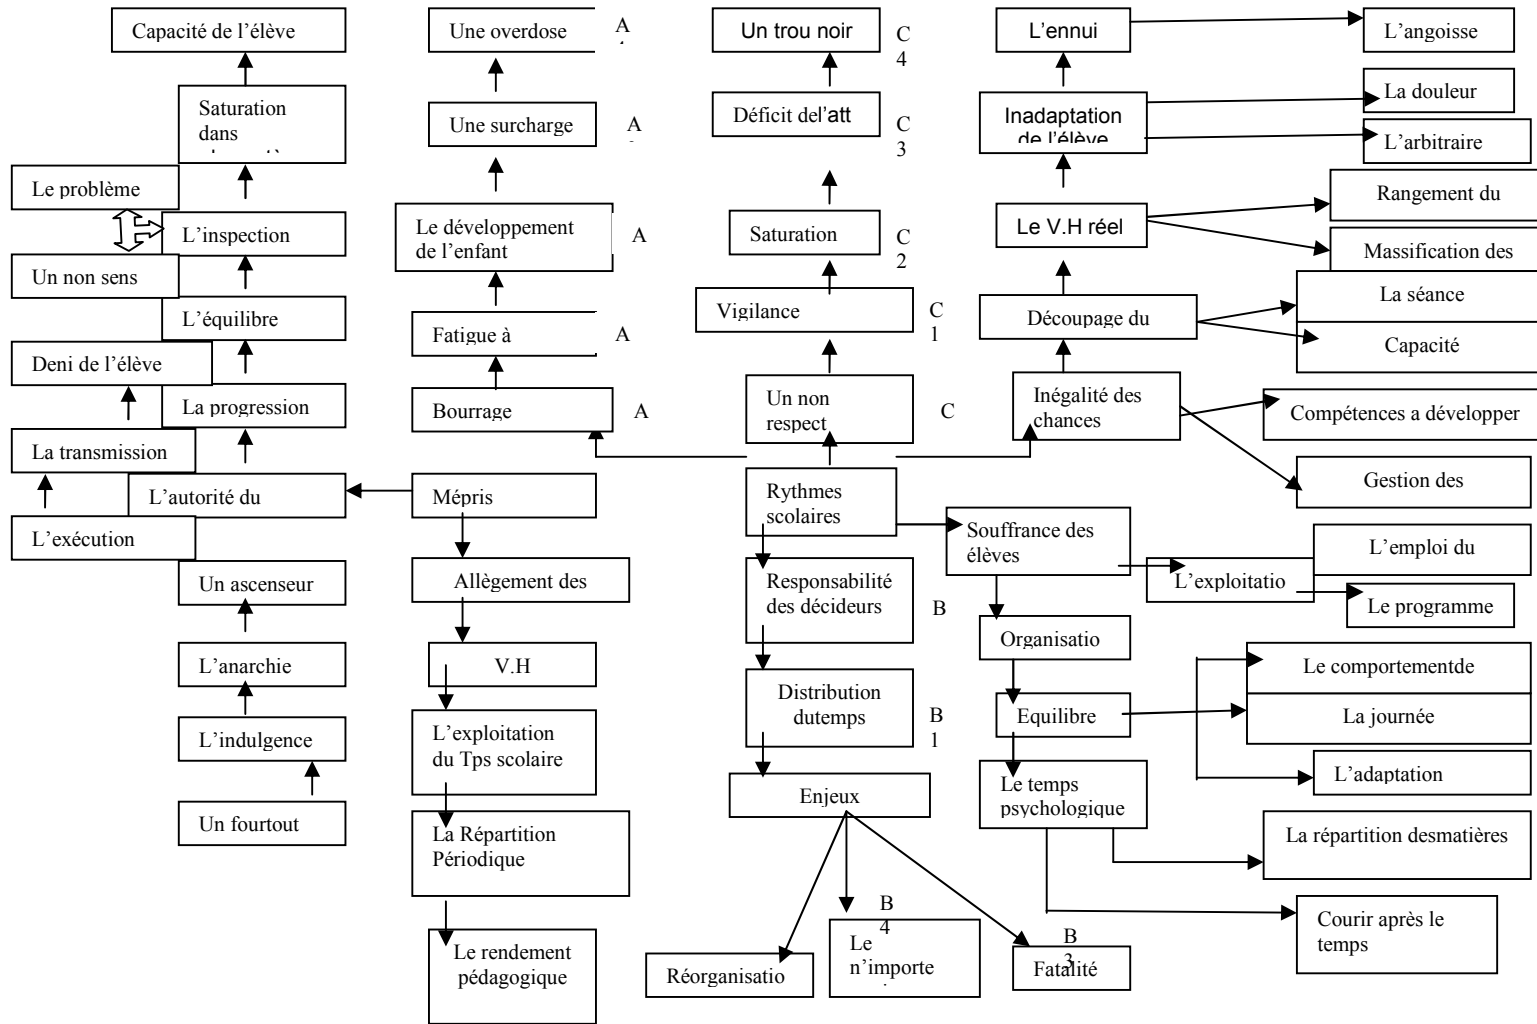 Capacité de l'élève
Une overdose
A
Un trou noir
C
4
L'ennui
L'angoisse
Saturation
dans
Une surcharge
A
Déficit del'att
C
3
Inadaptation
de l'élève
La douleur
L'arbitraire
Le problème
L'inspection
Un non sens
Le développement
de l'enfant
A
Saturation
C
2
Le V.H réel
Rangement du
Massification des
L'équilibre
Fatigue à
A
Vigilance
C
1
Découpage du
La séance
Capacité
Deni de l'élève
La progression
Bourrage
A
Un non
respect
C
Inégalité des
chances
Compétences a développer
Gestion des
La transmission
L'autorité du
L'exécution
Mépris
Rythmes
scolaires
Souffrance des
élèves
L'exploitatio
L'emploi du
Le programme
Un ascenseur
Allègement des
Responsabilité
des décideurs
B
Organisatio
L'anarchie
V.H
Distribution
dutemps
B
1
Equilibre
Le comportementde
La journée
L'adaptation
L'indulgence
L'exploitation
du Tps scolaire
Enjeux
Le temps
psychologique
Un fourtout
La Répartition
Périodique
La répartition desmatières
Courir après le
temps
Le rendement
pédagogique
Réorganisatio
B
4
Le
n'importe
B
3
Fatalité